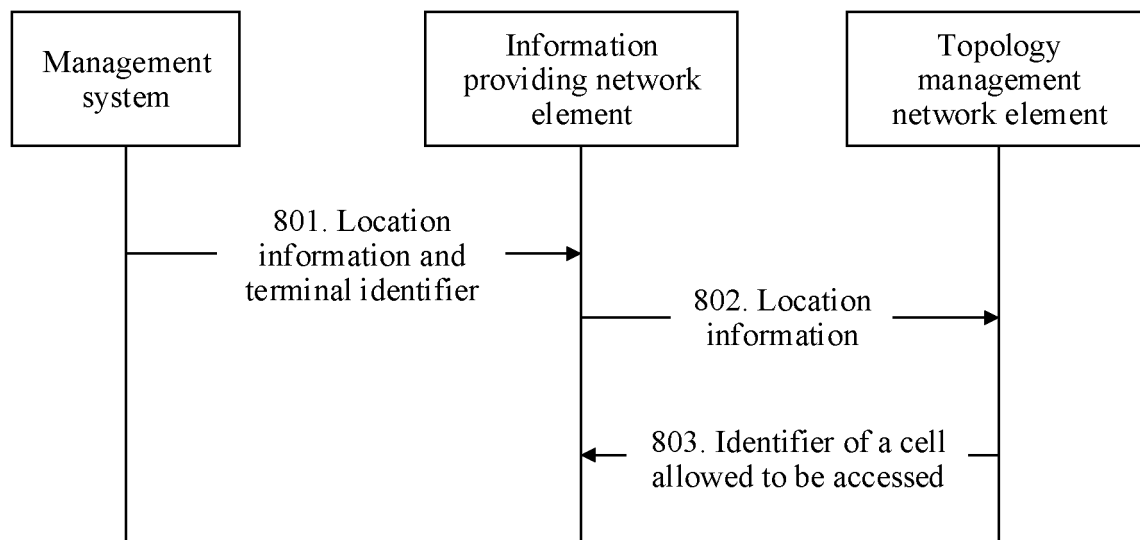 Management
system
Information
providing network
element
Topology
management
network element
801. Location
information and
terminal identifier
802. Location
information
803. Identifier of a cell
allowed to be accessed